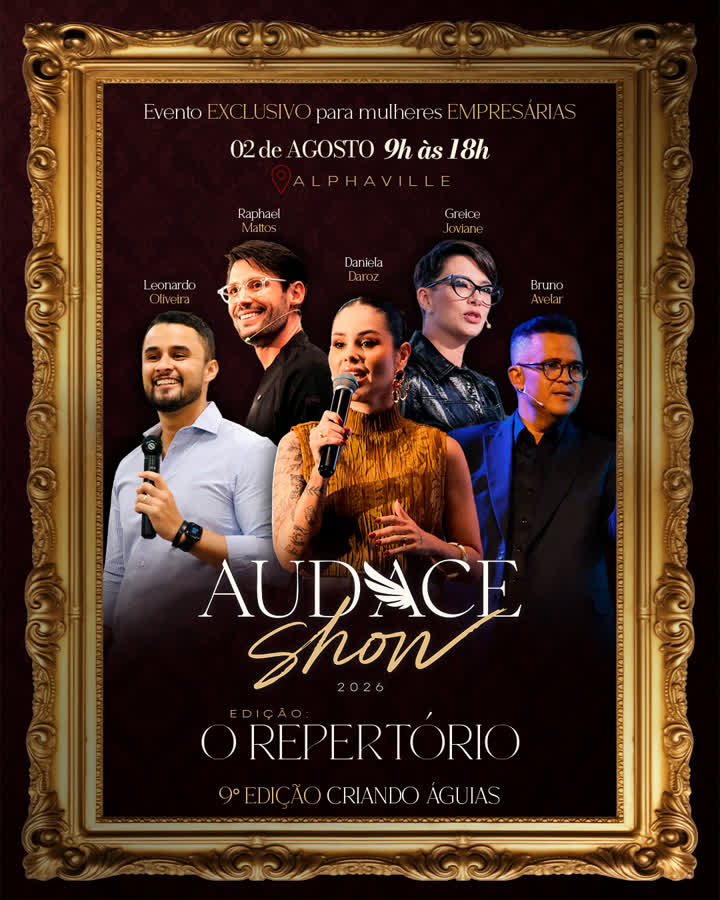 Evento EXCLUSIVO para mulheres EMPRESÁRIAS
02 de AGOSTO 9h às 18h
ALPHAVILLE
Raphael
Mattos
Greice
Joviane
Daniela
Daroz
Leonardo
Oliveira
Bruno
Avelar
AUDACE
Show
2026
EDIÇÃO:
O REPERTÓRIO
9ª EDIÇÃO CRIANDO ÁGUIAS